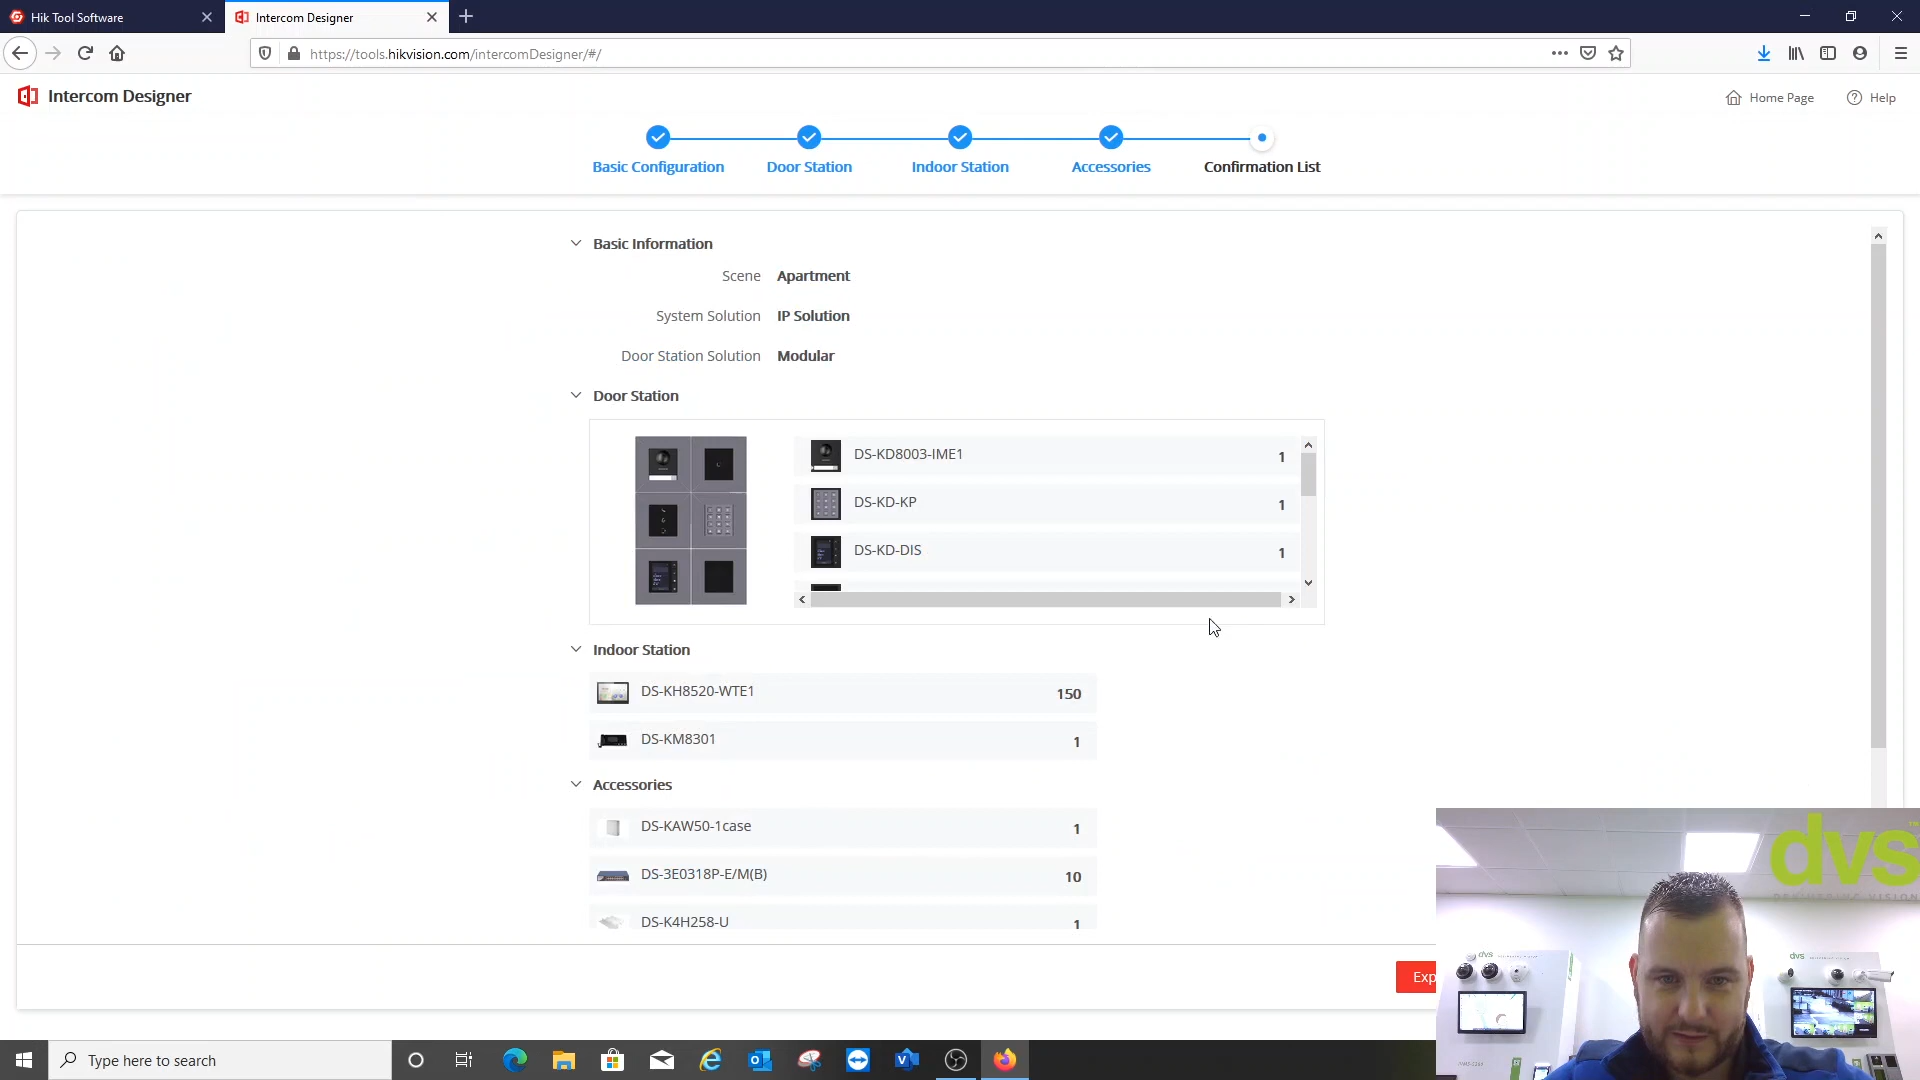 Hik Tool Software
Intercom Designer
https://tools.hikvision.com/intercomDesigner/#/
Intercom Designer
Home Page
Help
Basic Configuration
Door Station
Indoor Station
Accessories
Confirmation List
Basic Information
Scene Apartment
System Solution IP Solution
Door Station Solution Modular
Door Station
DS-KD8003-IME1 1
DS-KD-KP 1
DS-KD-DIS 1
Indoor Station
DS-KH8520-WTE1 150
DS-KM8301 1
Accessories
DS-KAW50-1case 1
DS-3E0318P-E/M(B) 10
DS-K4H258-U 1
Exp
dvs™
dvs
dvs
Type here to search